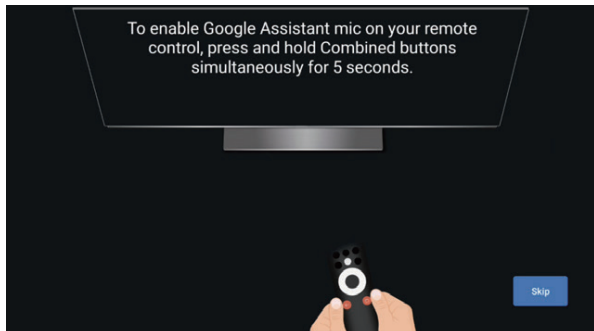 To enable Google Assistant mic on your remote
control, press and hold Combined buttons
simultaneously for 5 seconds.
Skip